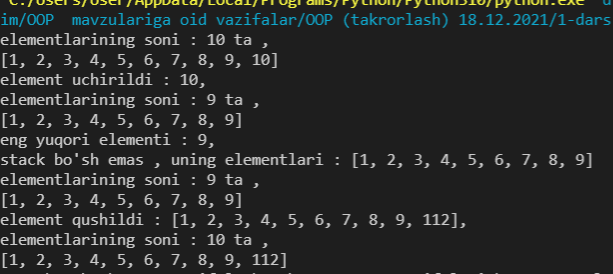 C:/Users/User/AppData/Local/Programs/Python/Python310/python.exe
im/OOP  mavzulariga oid vazifalar/OOP (takrorlash) 18.12.2021/1-dars
elementlarining soni : 10 ta ,
[1, 2, 3, 4, 5, 6, 7, 8, 9, 10]
element uchirildi : 10,
elementlarining soni : 9 ta ,
[1, 2, 3, 4, 5, 6, 7, 8, 9]
eng yuqori elementi : 9,
stack bo'sh emas , uning elementlari : [1, 2, 3, 4, 5, 6, 7, 8, 9]
elementlarining soni : 9 ta ,
[1, 2, 3, 4, 5, 6, 7, 8, 9]
element qushildi : [1, 2, 3, 4, 5, 6, 7, 8, 9, 112],
elementlarining soni : 10 ta ,
[1, 2, 3, 4, 5, 6, 7, 8, 9, 112]